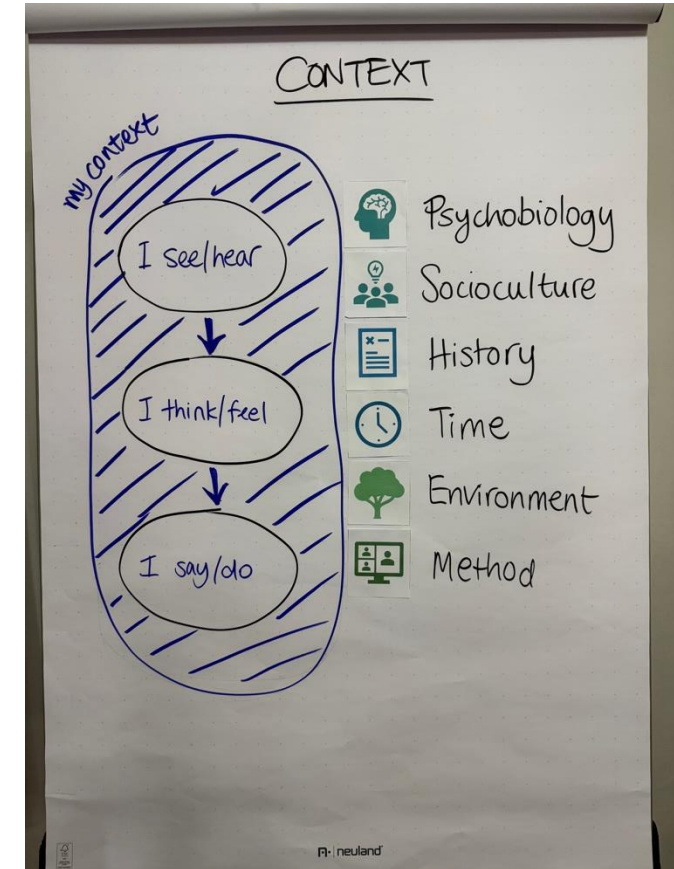 CONTEXT
my context
I see/hear
I think/feel
I say/do
Psychobiology
Socioculture
History
Time
Environment
Method
neuland